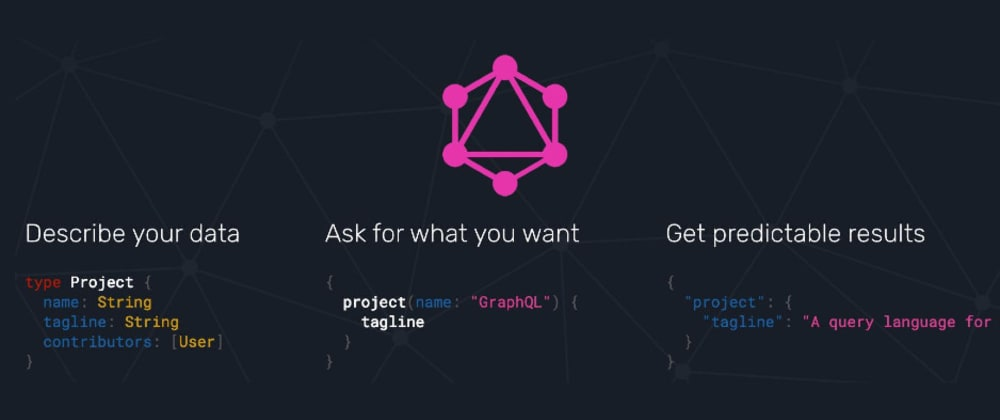 Describe your data
type Project {
name: String
tagline: String
contributors: [User]
}
Ask for what you want
{
project(name: "GraphQL") {
tagline
}
}
Get predictable results
{
"project": {
"tagline": "A query language for
}
}